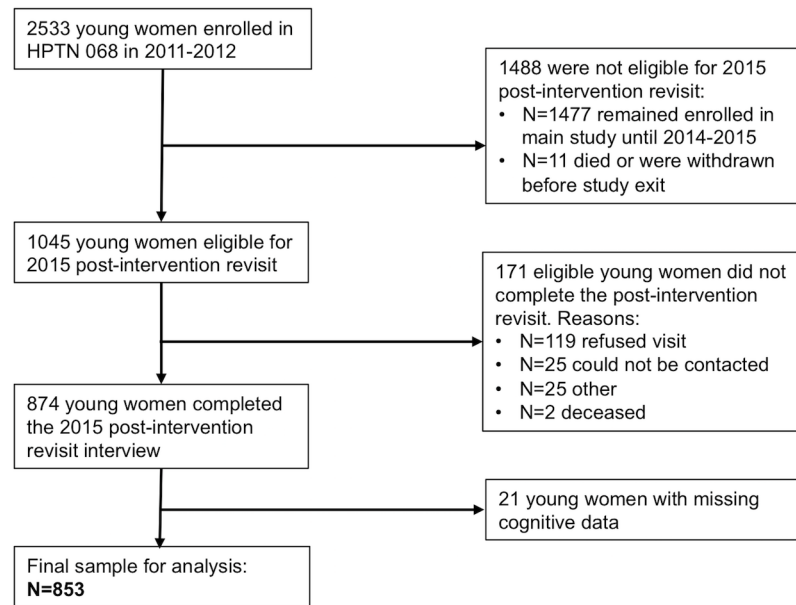 2533 young women enrolled in
HPTN 068 in 2011-2012
1488 were not eligible for 2015
post-intervention revisit:
• N=1477 remained enrolled in
main study until 2014-2015
• N=11 died or were withdrawn
before study exit
1045 young women eligible for
2015 post-intervention revisit
171 eligible young women did not
complete the post-intervention
revisit. Reasons:
• N=119 refused visit
• N=25 could not be contacted
• N=25 other
• N=2 deceased
874 young women completed
the 2015 post-intervention
revisit interview
21 young women with missing
cognitive data
Final sample for analysis:
N=853